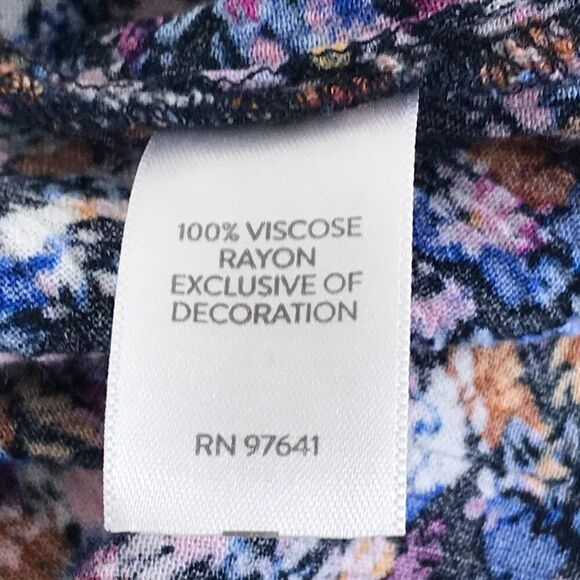 100% VISCOSE
RAYON
EXCLUSIVE OF
DECORATION
RN 97641